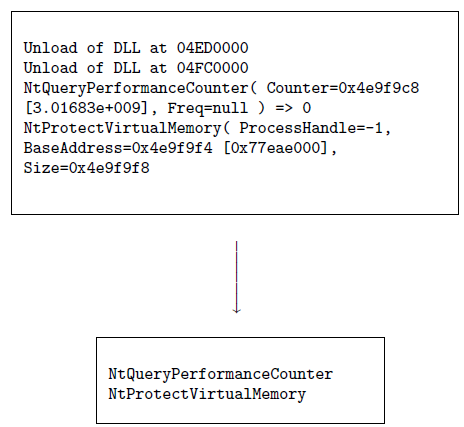 Unload of DLL at 04ED0000
Unload of DLL at 04FC0000
NtQueryPerformanceCounter( Counter=0x4e9f9c8
[3.01683e+009], Freq=null ) => 0
NtProtectVirtualMemory( ProcessHandle=-1,
BaseAddress=0x4e9f9f4 [0x77eae000],
Size=0x4e9f9f8
NtQueryPerformanceCounter
NtProtectVirtualMemory